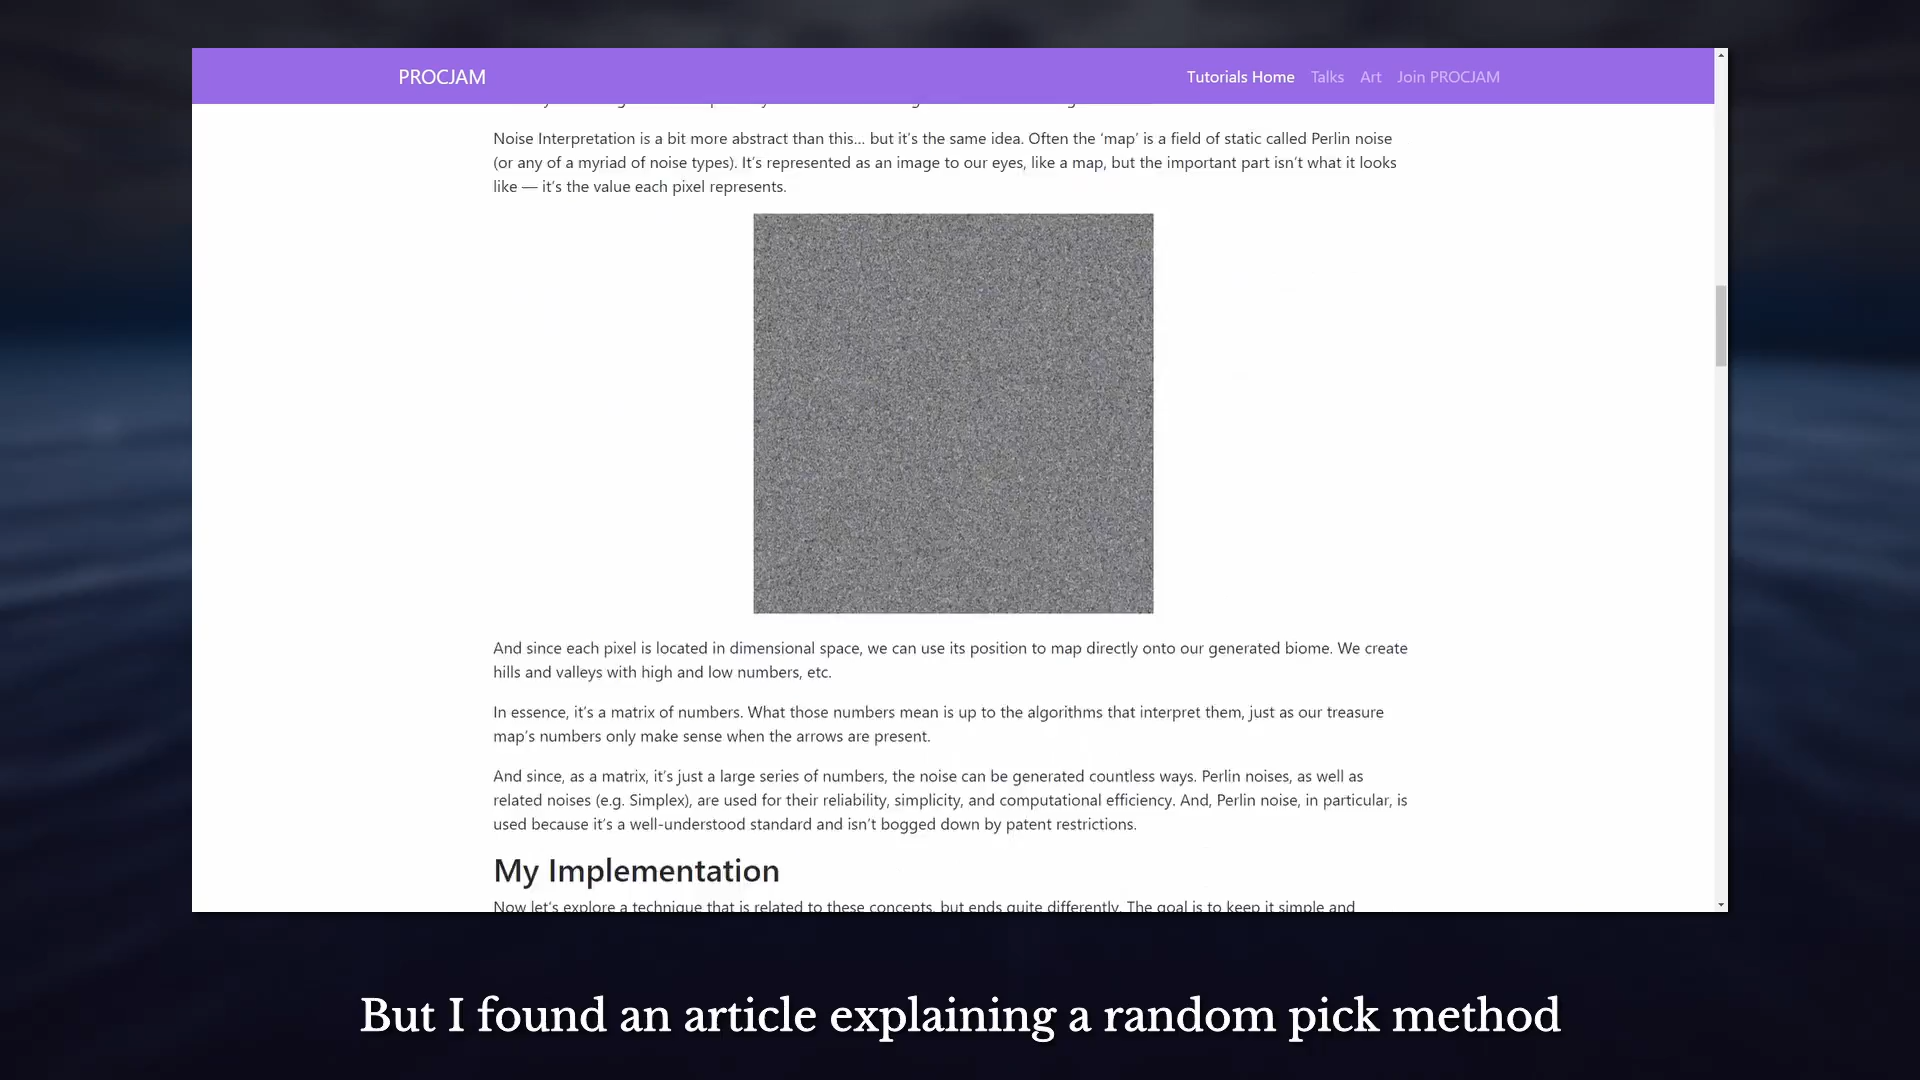 PROCJAM
Tutorials Home Talks Art Join PROCJAM
Noise Interpretation is a bit more abstract than this... but it’s the same idea. Often the ‘map’ is a field of static called Perlin noise
(or any of a myriad of noise types). It’s represented as an image to our eyes, like a map, but the important part isn’t what it looks
like — it’s the value each pixel represents.
And since each pixel is located in dimensional space, we can use its position to map directly onto our generated biome. We create
hills and valleys with high and low numbers, etc.
In essence, it’s a matrix of numbers. What those numbers mean is up to the algorithms that interpret them, just as our treasure
map’s numbers only make sense when the arrows are present.
And since, as a matrix, it’s just a large series of numbers, the noise can be generated countless ways. Perlin noises, as well as
related noises (e.g. Simplex), are used for their reliability, simplicity, and computational efficiency. And, Perlin noise, in particular, is
used because it’s a well-understood standard and isn’t bogged down by patent restrictions.
My Implementation
Now let’s explore a technique that is related to these concepts, but ends quite differently. The goal is to keep it simple and
But I found an article explaining a random pick method